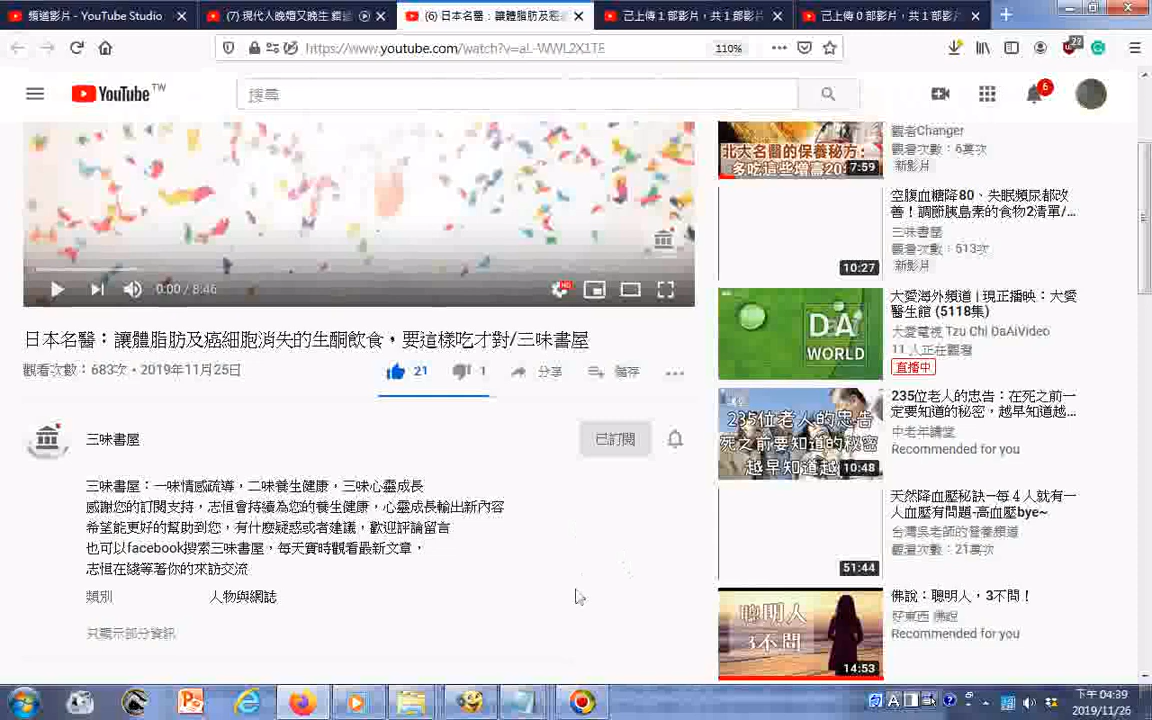 頻道影片 - YouTube Studio
(7) 現代人晚婚又晚生
(6) 日本名醫：讓體脂肪及癌
已上傳 1 部影片，共 1 部影片
已上傳 0 部影片，共 1 部影片
https://www.youtube.com/watch?v=aL-WWL2X1TE
110%
22
YouTube TW
搜尋
6
觀者Changer
觀看次數：6萬次
新影片
北大名醫的保養秘方：
多吃這些增壽20
7:59
空腹血糖降80、失眠頻尿都改
善！調節胰島素的食物2清單/...
三味書屋
觀看次數：513次
新影片
10:27
0:00 / 8:46
HD
日本名醫：讓體脂肪及癌細胞消失的生酮飲食，要這樣吃才對/三味書屋
觀看次數：683次 • 2019年11月25日
21
1
分享
儲存
DaAi
WORLD
大愛海外頻道 | 現正播映：大愛
醫生館 (5118集)
大愛電視 Tzu Chi DaAiVideo
11 人正在觀看
直播中
235位老人的忠告
死之前要知道的秘密
越早知道越
10:48
235位老人的忠告：在死之前一
定要知道的秘密，越早知道越...
中老年講堂
Recommended for you
三味書屋
已訂閱
三味書屋：一味情感疏導，二味養生健康，三味心靈成長
感謝您的訂閱支持，志恒會持續為您的養生健康，心靈成長輸出新內容
希望能更好的幫助到您，有什麼疑惑或者建議，歡迎評論留言
也可以facebook搜索三味書屋，每天實時觀看最新文章，
志恒在綫等著你的來訪交流
類別
人物與網誌
只顯示部分資訊
天然降血壓秘訣—每 4 人就有一
人血壓有問題-高血壓bye~
台灣吳老師的營養頻道
觀看次數：21萬次
51:44
聰明人
3不問
14:53
佛說：聰明人，3不問！
好東西 佛說
Recommended for you
下午 04:39
2019/11/26